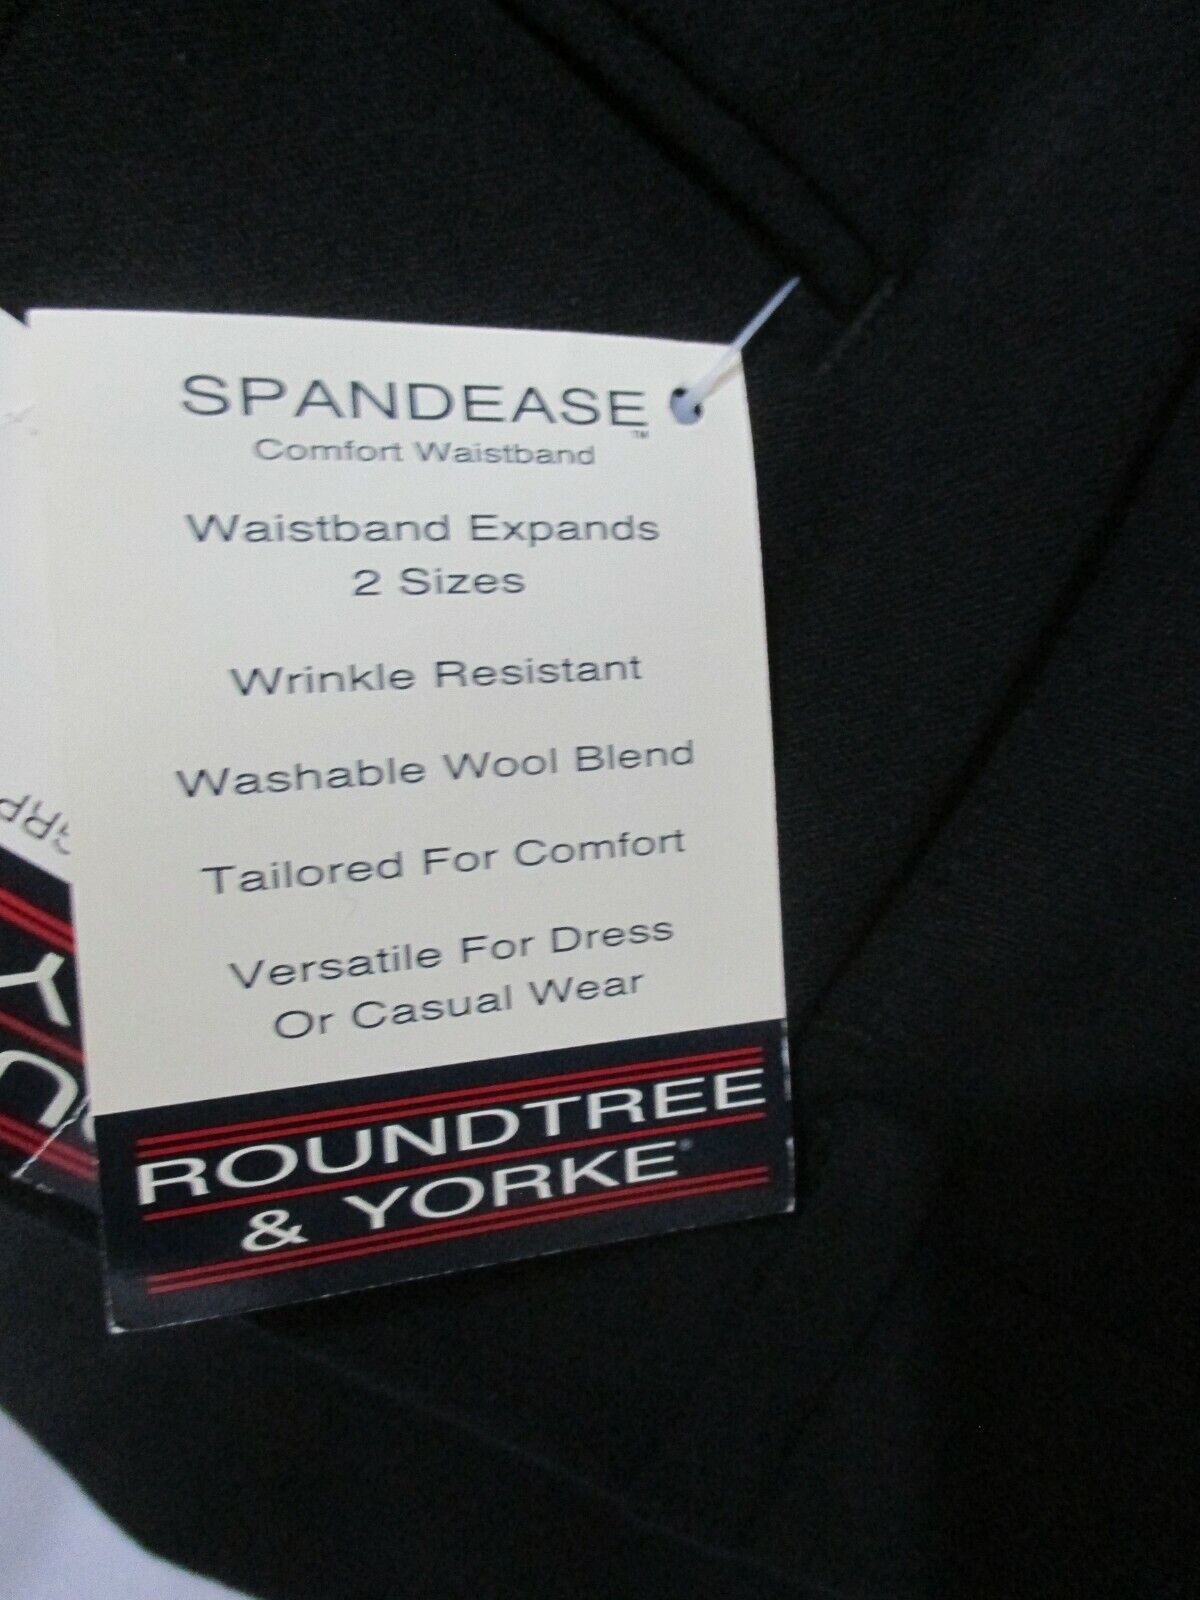 SPANDEASE™
Comfort Waistband
Waistband Expands
2 Sizes
Wrinkle Resistant
Washable Wool Blend
Tailored For Comfort
Versatile For Dress
Or Casual Wear
ROUNDTREE
& YORKE®